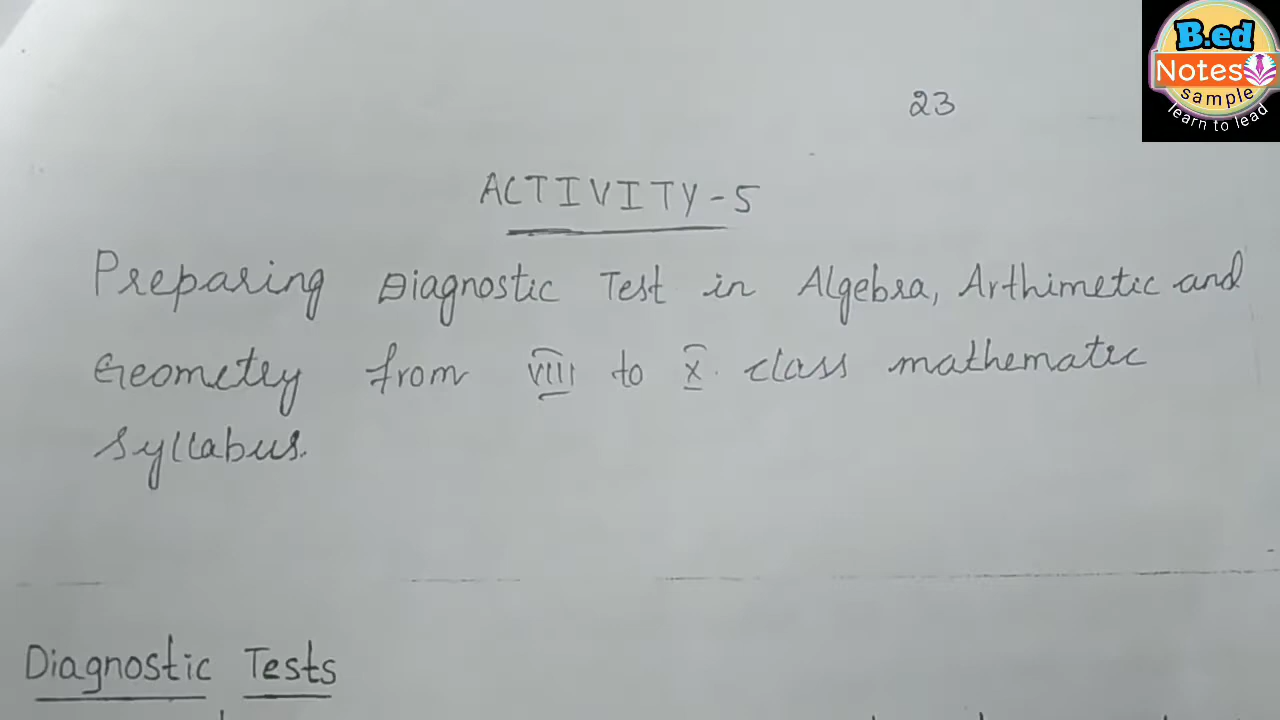 B.ed
Notes
sample
learn to lead
23
ACTIVITY-5
Preparing Diagnostic Test in Algebra, Arthimetic and
Geometry from VIII to X class mathematic
syllabus.
Diagnostic Tests